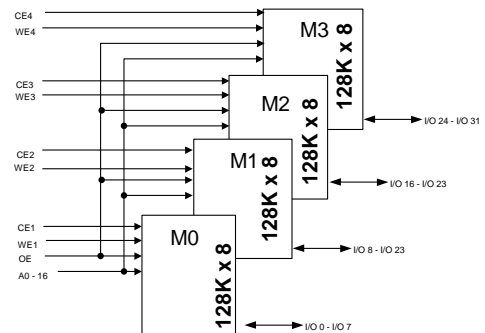 CE4
WE4
M3
128K x 8
I/O 24 - I/O 31
CE3
WE3
M2
128K x 8
I/O 16 - I/O 23
CE2
WE2
M1
128K x 8
I/O 8 - I/O 23
CE1
WE1
OE
A0 - 16
M0
128K x 8
I/O 0 - I/O 7